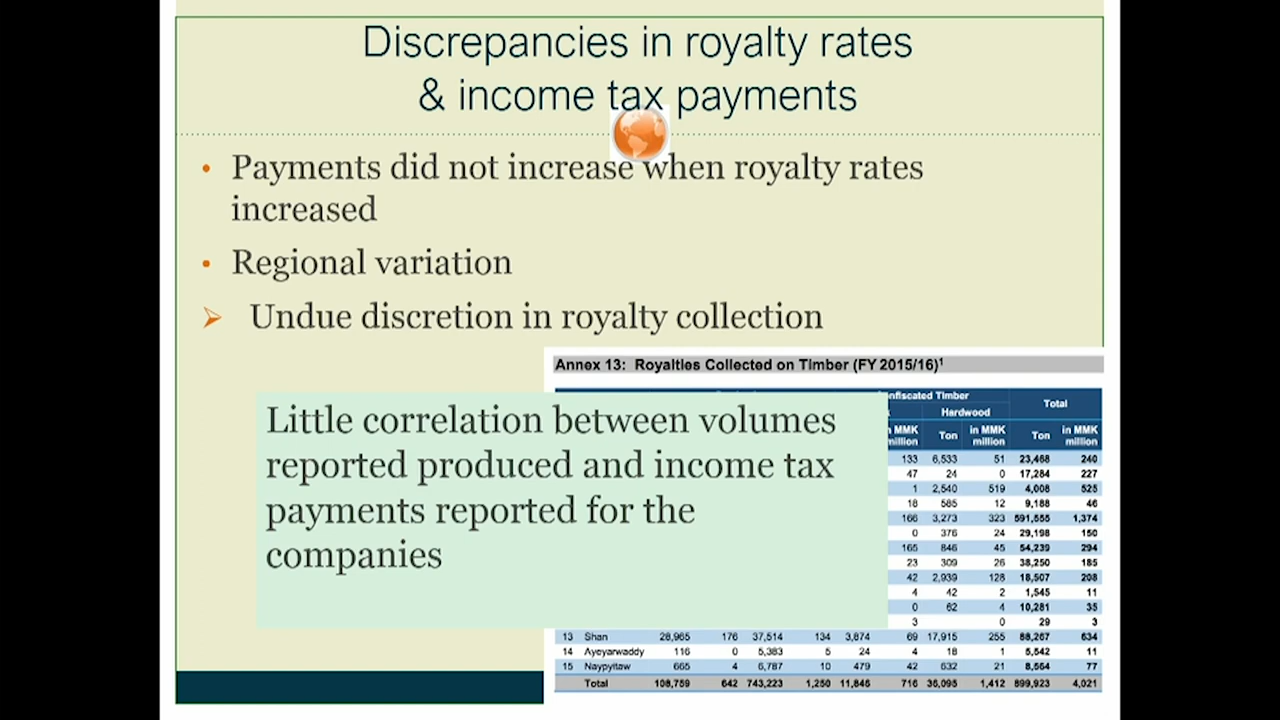 Discrepancies in royalty rates
& income tax payments
• Payments did not increase when royalty rates
increased
• Regional variation
➢ Undue discretion in royalty collection
Little correlation between volumes
reported produced and income tax
payments reported for the
companies
Annex 13: Royalties Collected on Timber (FY 2015/16)¹
Timber Total
Hardwood
in MMK million Ton in MMK million Ton in MMK million
133 6,533 51 23,468 240
47 24 0 17,284 227
1 2,540 519 4,008 525
18 585 12 9,188 46
166 3,273 323 591,555 1,374
0 376 24 29,198 150
165 846 45 54,239 294
23 309 26 38,250 185
42 2,939 128 18,507 208
4 42 2 1,545 11
0 62 4 10,281 35
3 0 29 3
13 Shan 28,965 176 37,514 134 3,874 69 17,915 255 88,267 634
14 Ayeyarwaddy 116 0 5,383 5 24 4 18 1 5,542 11
15 Naypyitaw 665 4 6,787 10 479 42 632 21 8,564 77
Total 108,759 642 743,223 1,250 11,846 716 36,095 1,412 899,923 4,021